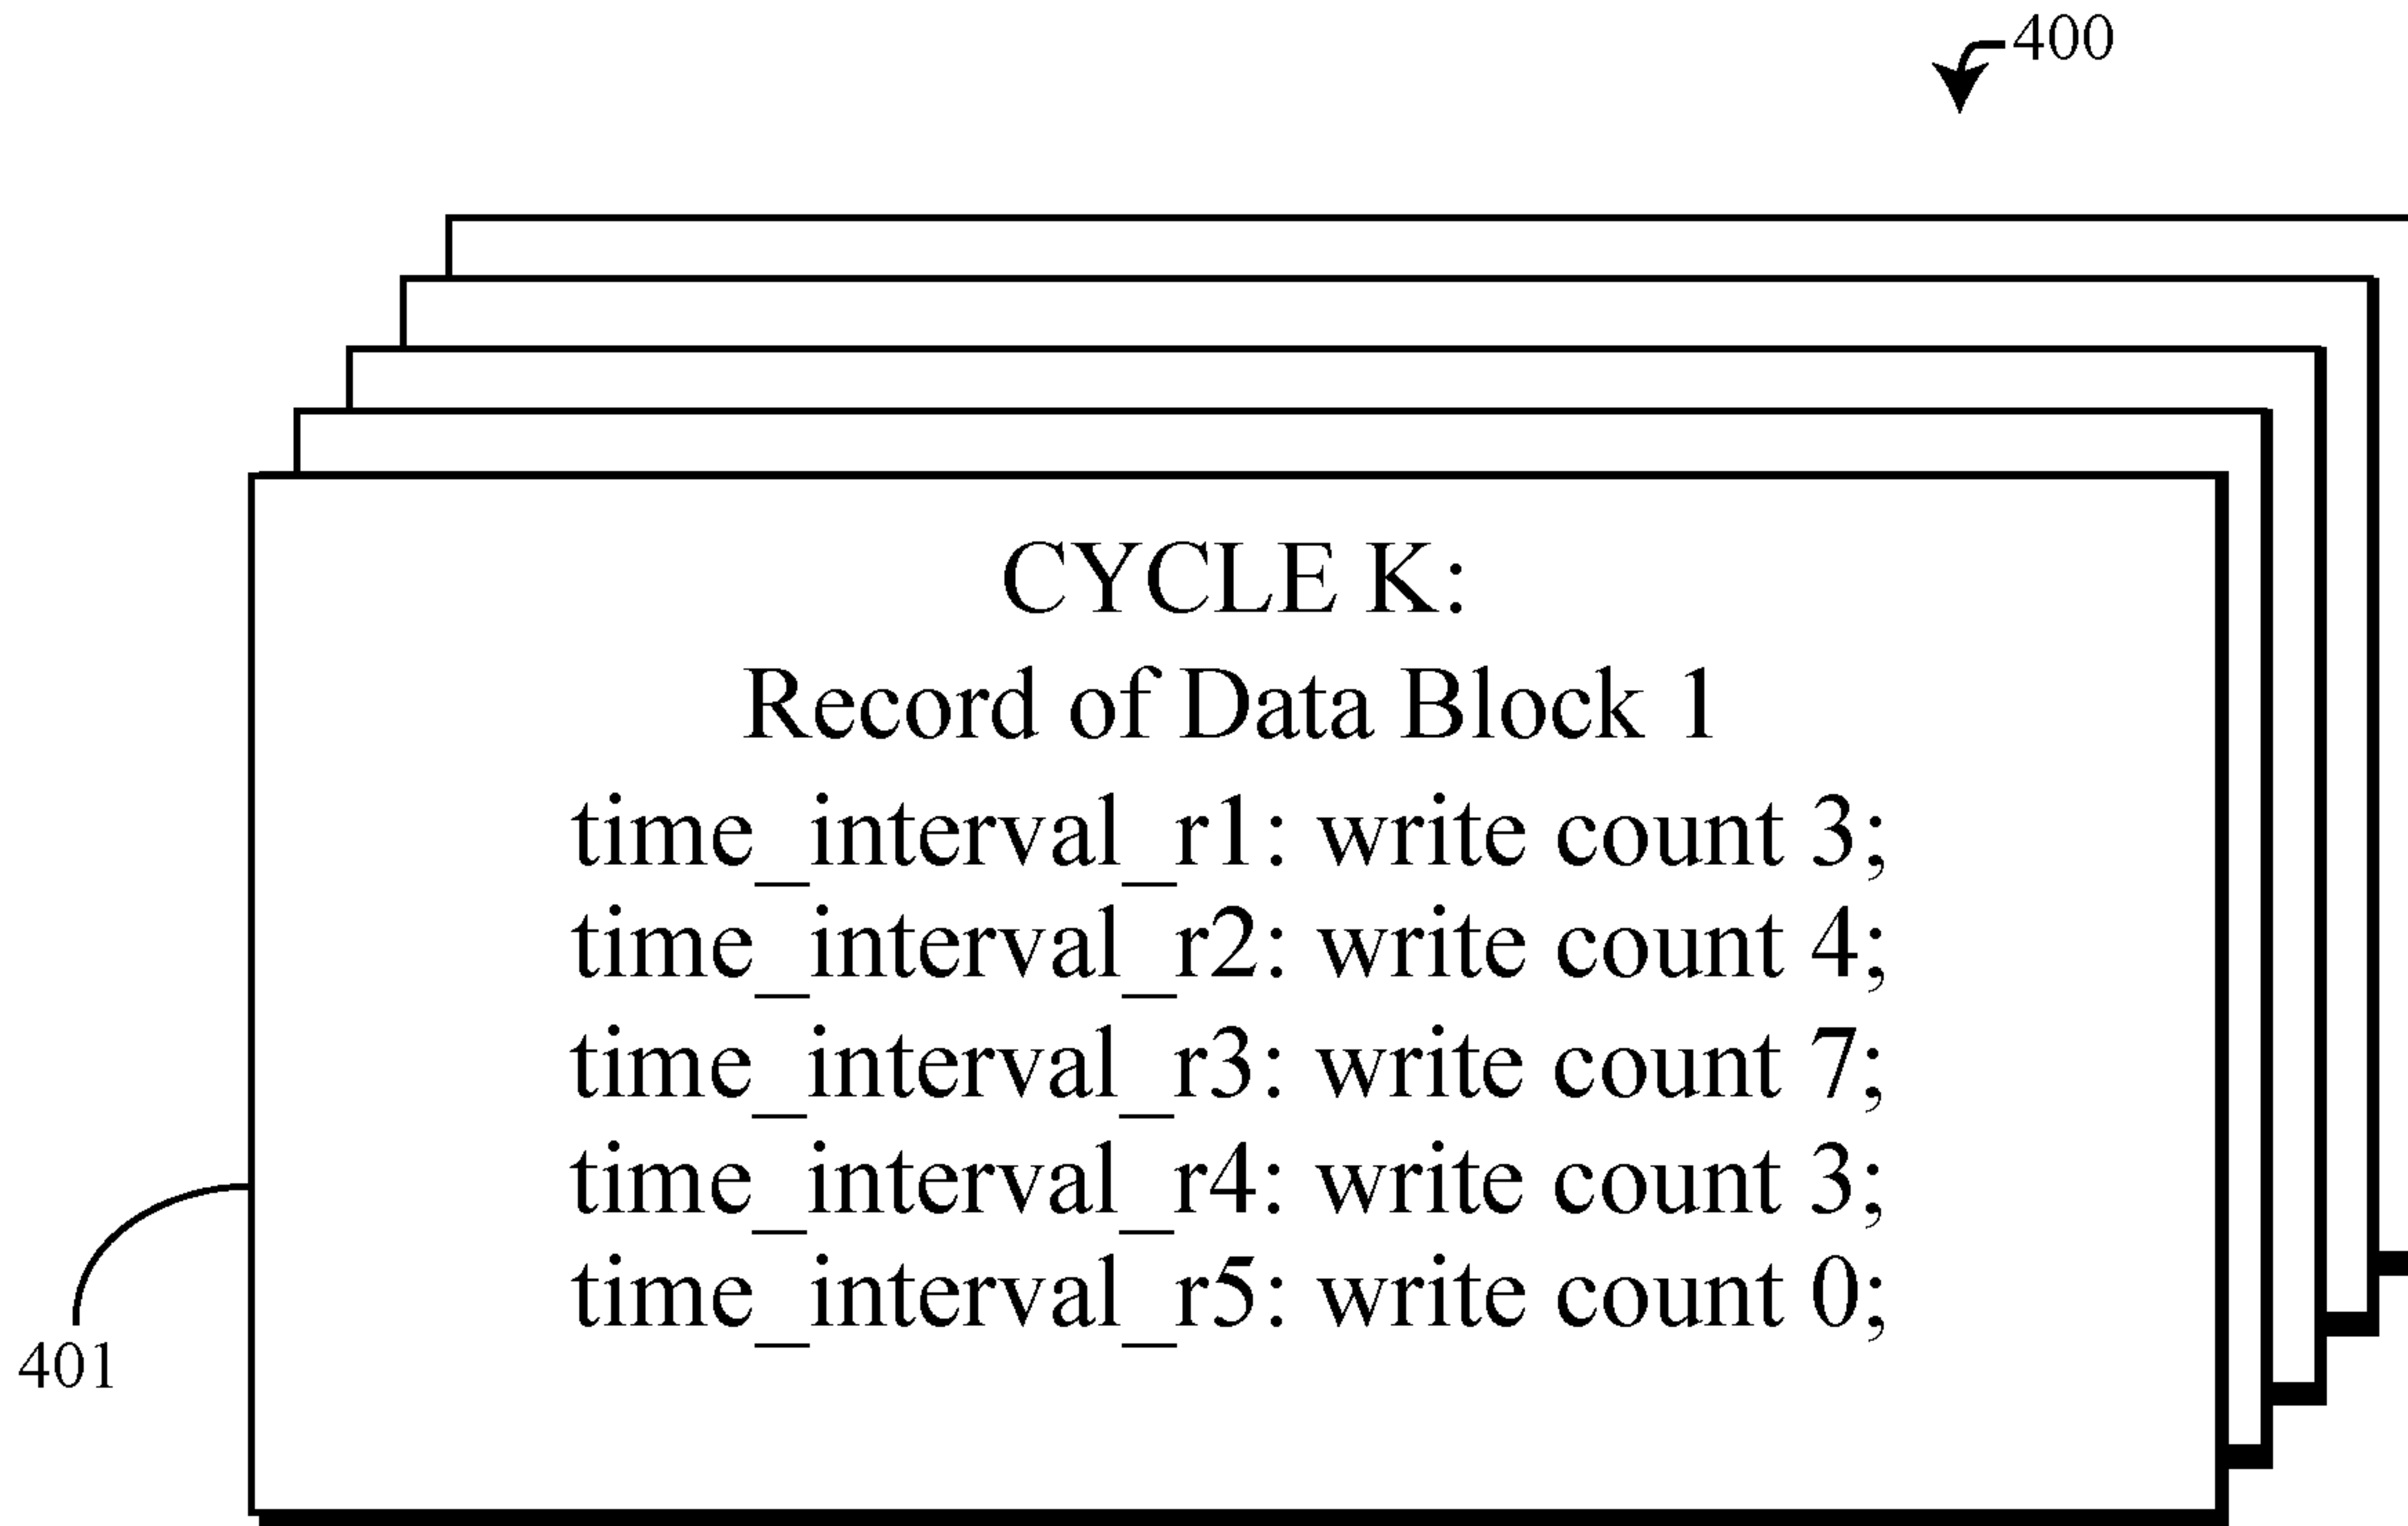 400
CYCLE K:
Record of Data Block 1
time_interval_r1: write count 3;
time_interval_r2: write count 4;
time_interval_r3: write count 7;
time_interval_r4: write count 3;
time_interval_r5: write count 0;
401